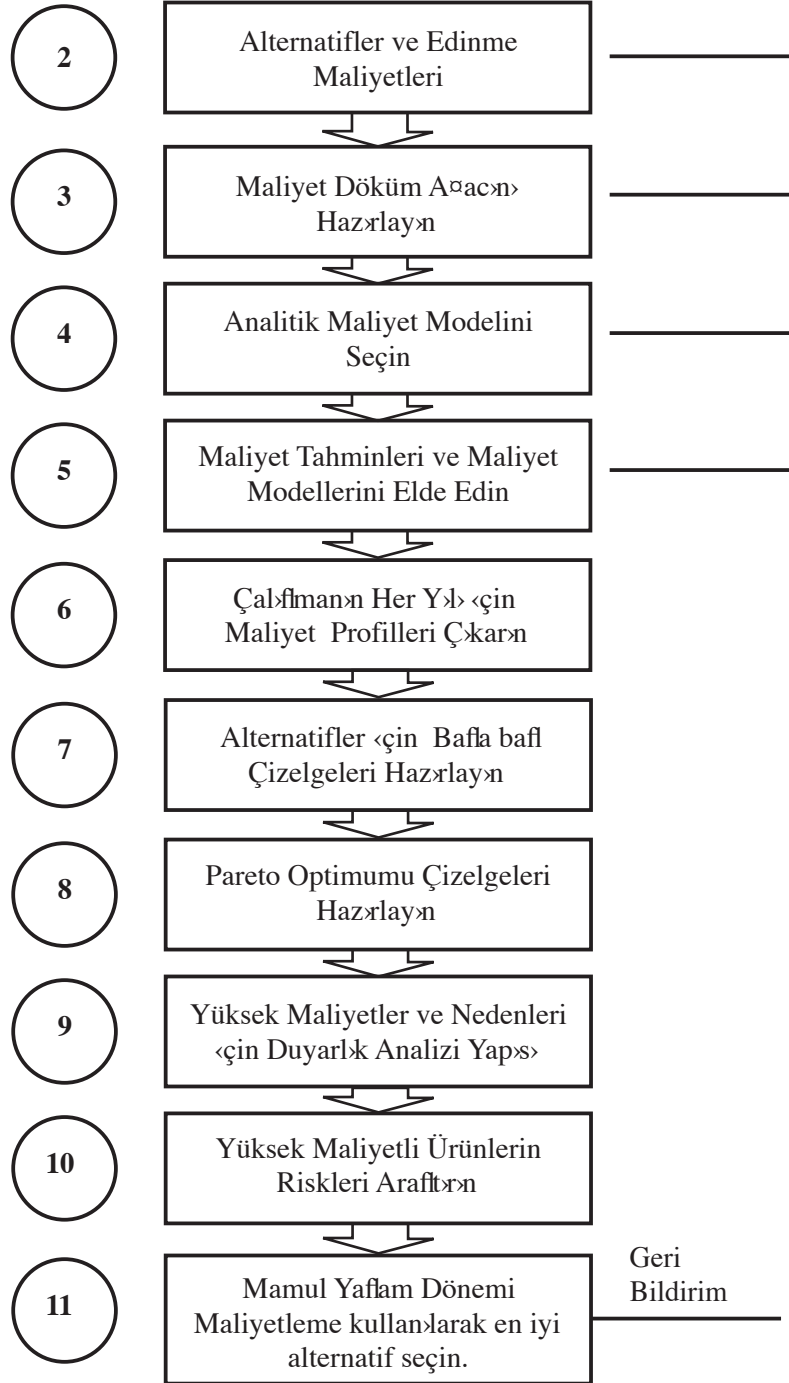 2
Alternatifler ve Edinme
Maliyetleri
3
Maliyet Döküm A¤ac›n›
Haz›rlay›n
4
Analitik Maliyet Modelini
Seçin
5
Maliyet Tahminleri ve Maliyet
Modellerini Elde Edin
6
Çal›flman›n Her Y›l› ‹çin
Maliyet Profilleri Ç›kar›n
7
Alternatifler ‹çin Bafla bafl
Çizelgeleri Haz›rlay›n
8
Pareto Optimumu Çizelgeleri
Haz›rlay›n
9
Yüksek Maliyetler ve Nedenleri
‹çin Duyarl›k Analizi Yap›s›
10
Yüksek Maliyetli Ürünlerin
Riskleri Araflt›r›n
11
Mamul Yaflam Dönemi
Maliyetleme kullan›larak en iyi
alternatif seçin.
Geri
Bildirim